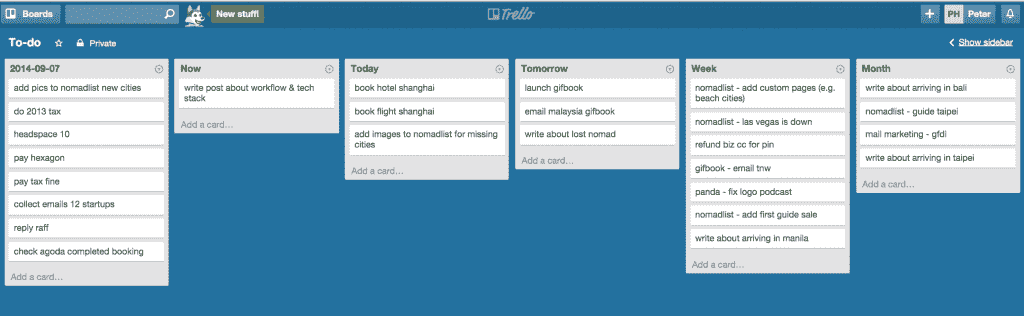 Boards
New stuff!
Trello
PH Peter
To-do
Private
Show sidebar
2014-09-07
add pics to nomadlist new cities
do 2013 tax
headspace 10
pay hexagon
pay tax fine
collect emails 12 startups
reply raff
check agoda completed booking
Add a card...
Now
write post about workflow & tech
stack
Add a card...
Today
book hotel shanghai
book flight shanghai
add images to nomadlist for missing
cities
Add a card...
Tomorrow
launch gifbook
email malaysia gifbook
write about lost nomad
Add a card...
Week
nomadlist - add custom pages (e.g.
beach cities)
nomadlist - las vegas is down
refund biz cc for pin
gifbook - email tnw
panda - fix logo podcast
nomadlist - add first guide sale
write about arriving in manila
Add a card...
Month
write about arriving in bali
nomadlist - guide taipei
mail marketing - gfdl
write about arriving in taipei
Add a card...